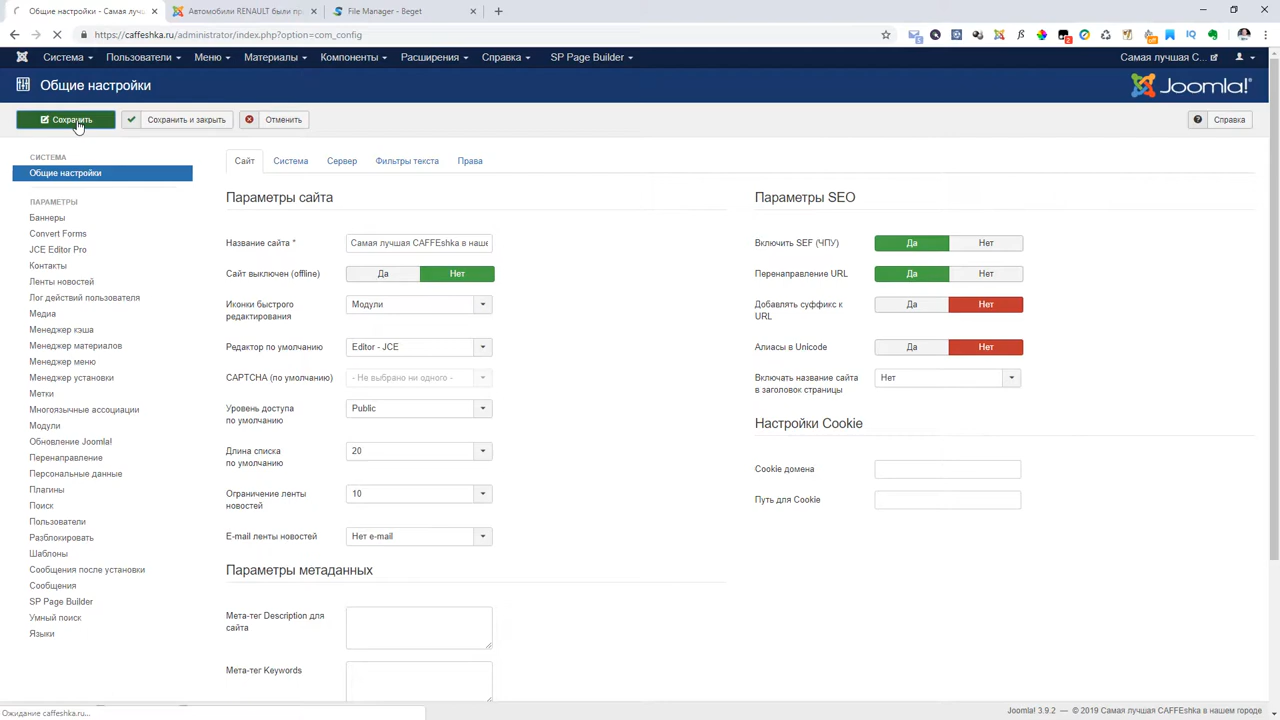 Общие настройки - Самая лучш
Автомобили RENAULT были пр
File Manager - Beget
https://caffeshka.ru/administrator/index.php?option=com_config
Система
Пользователи
Меню
Материалы
Компоненты
Расширения
Справка
SP Page Builder
Самая лучшая C...
Общие настройки
Joomla!
Сохранить
Сохранить и закрыть
Отменить
Справка
СИСТЕМА
Общие настройки
ПАРАМЕТРЫ
Баннеры
Convert Forms
JCE Editor Pro
Контакты
Ленты новостей
Лог действий пользователя
Медиа
Менеджер кэша
Менеджер материалов
Менеджер меню
Менеджер установки
Метки
Многоязычные ассоциации
Модули
Обновление Joomla!
Перенаправление
Персональные данные
Плагины
Поиск
Пользователи
Разблокировать
Шаблоны
Сообщения после установки
Сообщения
SP Page Builder
Умный поиск
Языки
Сайт
Система
Сервер
Фильтры текста
Права
Параметры сайта
Название сайта *
Самая лучшая CAFFEshka в наше
Сайт выключен (offline)
Да
Нет
Иконки быстрого
редактирования
Модули
Редактор по умолчанию
Editor - JCE
CAPTCHA (по умолчанию)
- Не выбрано ни одного -
Уровень доступа
по умолчанию
Public
Длина списка
по умолчанию
20
Ограничение ленты
новостей
10
E-mail ленты новостей
Нет e-mail
Параметры метаданных
Мета-тег Description для
сайта
Мета-тег Keywords
Параметры SEO
Включить SEF (ЧПУ)
Да
Нет
Перенаправление URL
Да
Нет
Добавлять суффикс к
URL
Да
Нет
Алиасы в Unicode
Да
Нет
Включать название сайта
в заголовок страницы
Нет
Настройки Cookie
Cookie домена
Путь для Cookie
Ожидание caffeshka.ru...
Joomla! 3.9.2 — © 2019 Самая лучшая CAFFEshka в нашем городе